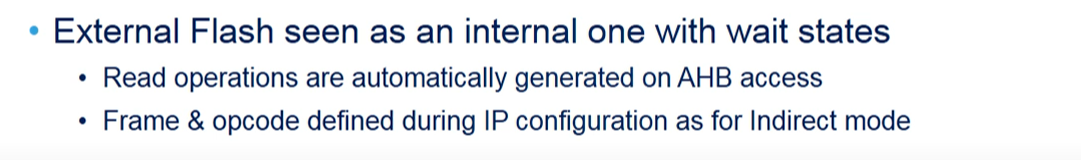 • External Flash seen as an internal one with wait states
• Read operations are automatically generated on AHB access
• Frame & opcode defined during IP configuration as for Indirect mode